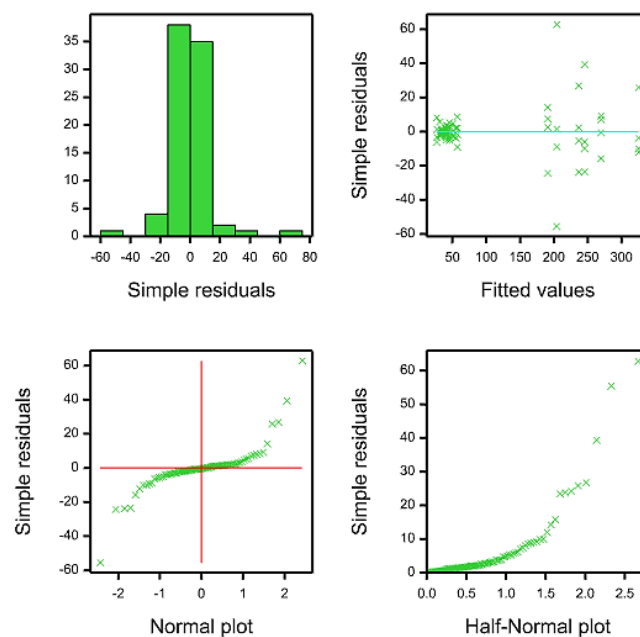 35
30
25
20
15
10
5
0
-60 -40 -20 0 20 40 60 80
Simple residuals
Simple residuals
60
40
20
0
-20
-40
-60
50 100 150 200 250 300
Fitted values
Simple residuals
60
40
20
0
-20
-40
-60
-2 -1 0 1 2
Normal plot
Simple residuals
60
50
40
30
20
10
0
0.0 0.5 1.0 1.5 2.0 2.5
Half-Normal plot